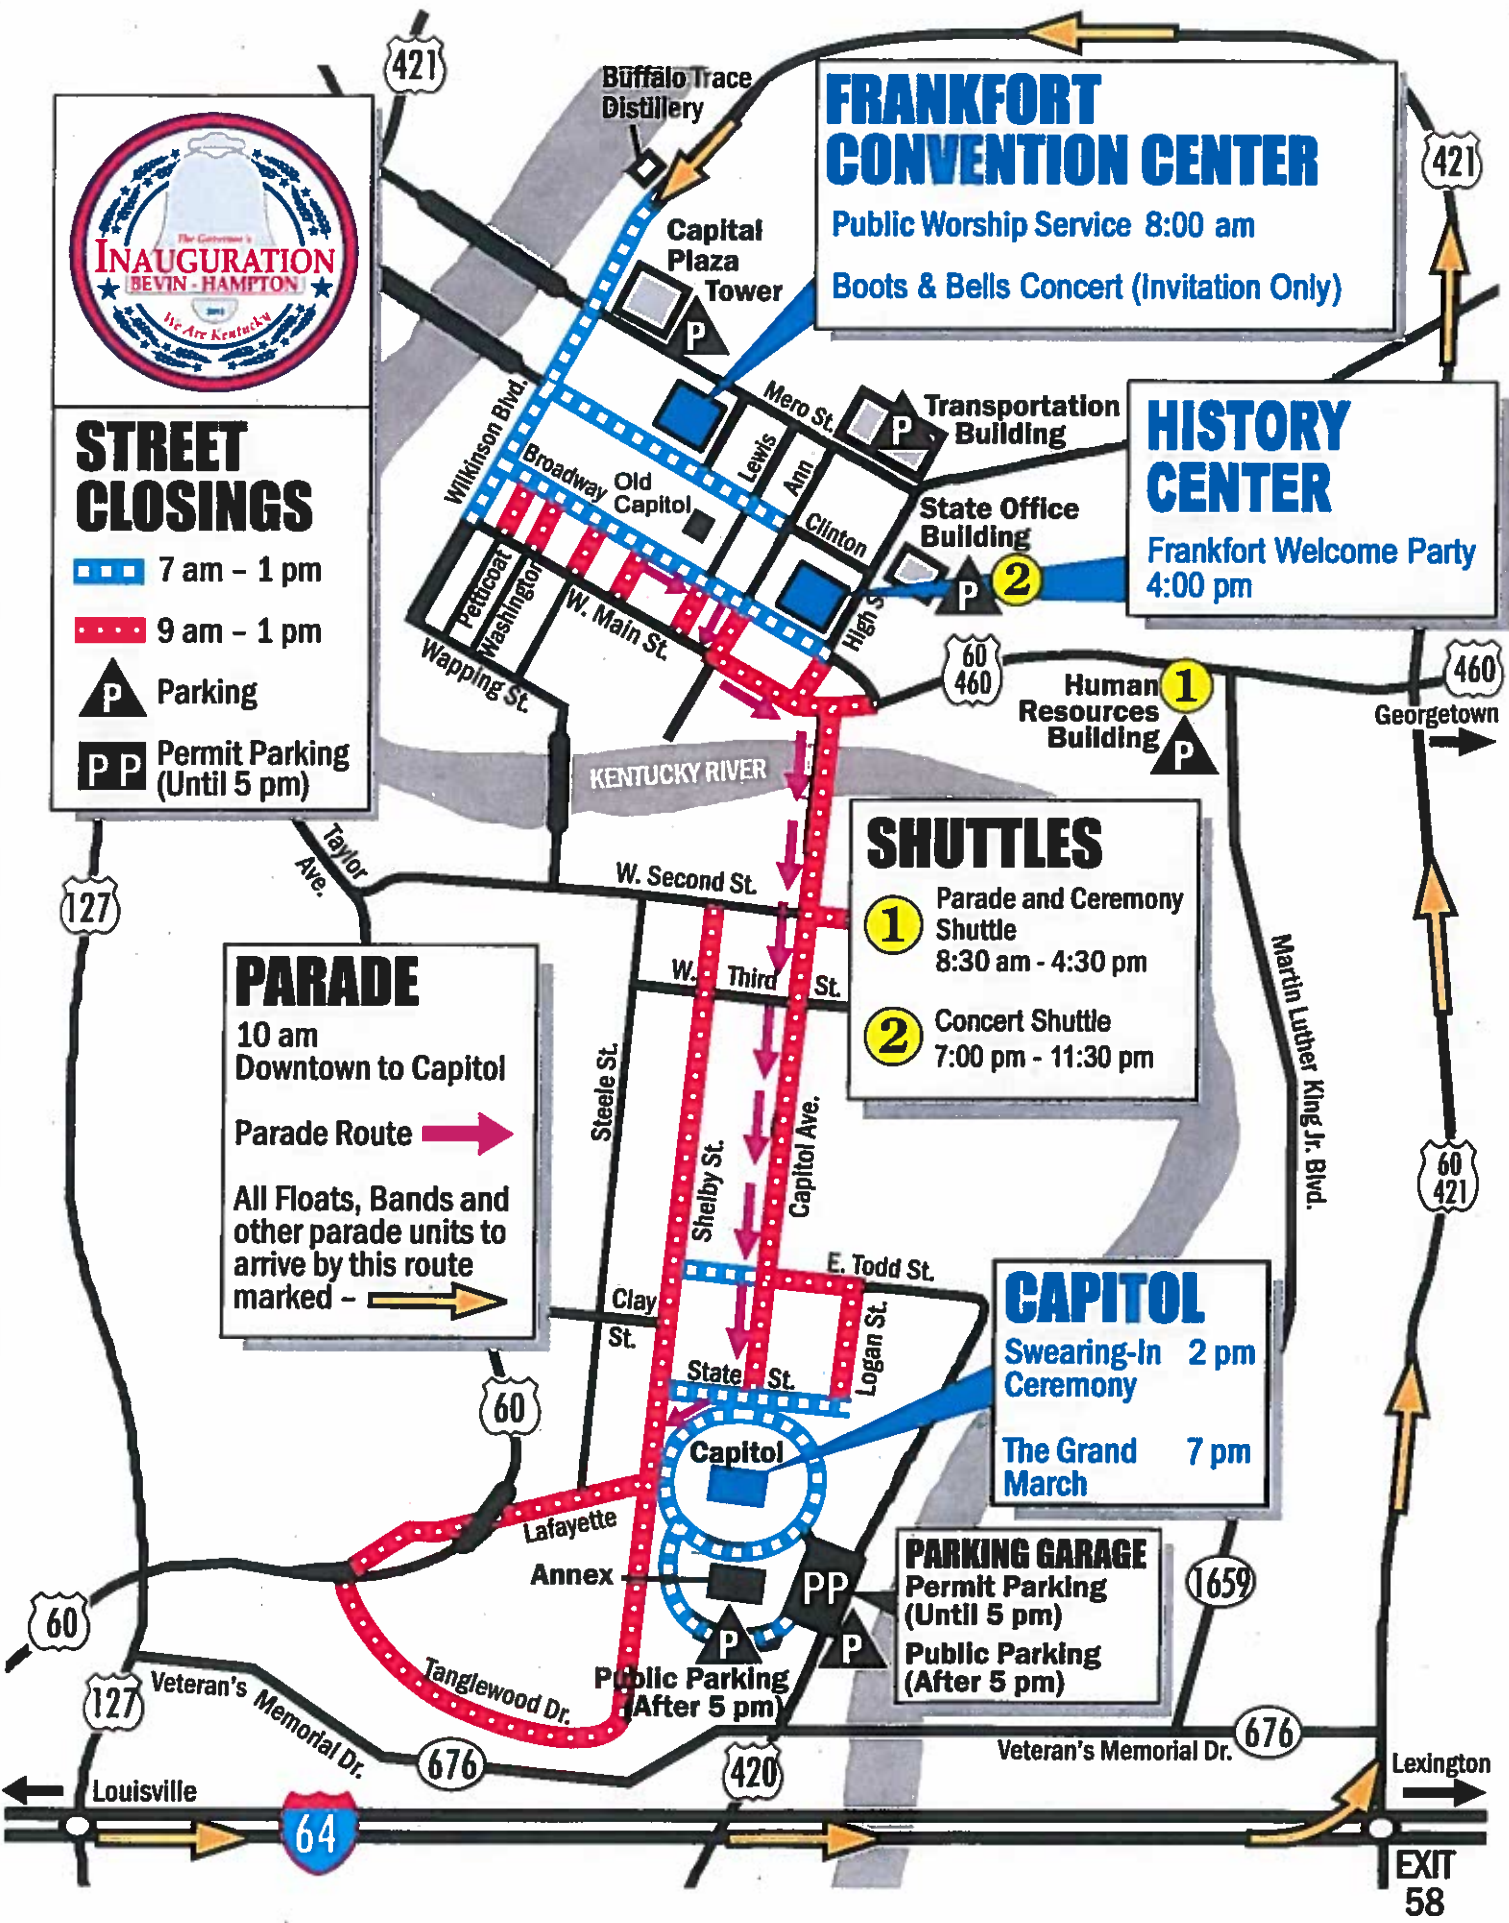 421
Buffalo Trace
Distillery
FRANKFORT
CONVENTION CENTER
Public Worship Service 8:00 am
Boots & Bells Concert (Invitation Only)
421
The Governor's
INAUGURATION
BEVIN - HAMPTON
2015
We Are Kentucky
Capital
Plaza
Tower
P
STREET
CLOSINGS
7 am – 1 pm
9 am – 1 pm
P Parking
P P Permit Parking
(Until 5 pm)
Wilkinson Blvd.
Broadway
Old
Capitol
Mero St.
Lewis
Ann
Clinton
P
Transportation
Building
HISTORY
CENTER
Frankfort Welcome Party
4:00 pm
State Office
Building
P
2
High S
Petticoat
Washington
W. Main St.
Wapping St.
60
460
Human
Resources
Building
1
P
460
Georgetown
KENTUCKY RIVER
Taylor
Ave.
127
W. Second St.
SHUTTLES
1 Parade and Ceremony
Shuttle
8:30 am - 4:30 pm
2 Concert Shuttle
7:00 pm - 11:30 pm
W. Third St.
PARADE
10 am
Downtown to Capitol
Parade Route
All Floats, Bands and
other parade units to
arrive by this route
marked –
Steele St.
Shelby St.
Capitol Ave.
Martin Luther King Jr. Blvd.
60
421
E. Todd St.
Clay
St.
Logan St.
State St.
CAPITOL
Swearing-In 2 pm
Ceremony
The Grand 7 pm
March
60
Capitol
Lafayette
Annex
PP
P
P
Public Parking
(After 5 pm)
PARKING GARAGE
Permit Parking
(Until 5 pm)
Public Parking
(After 5 pm)
1659
60
127
Veteran's Memorial Dr.
Tanglewood Dr.
676
420
Veteran's Memorial Dr.
676
Lexington
Louisville
64
EXIT
58